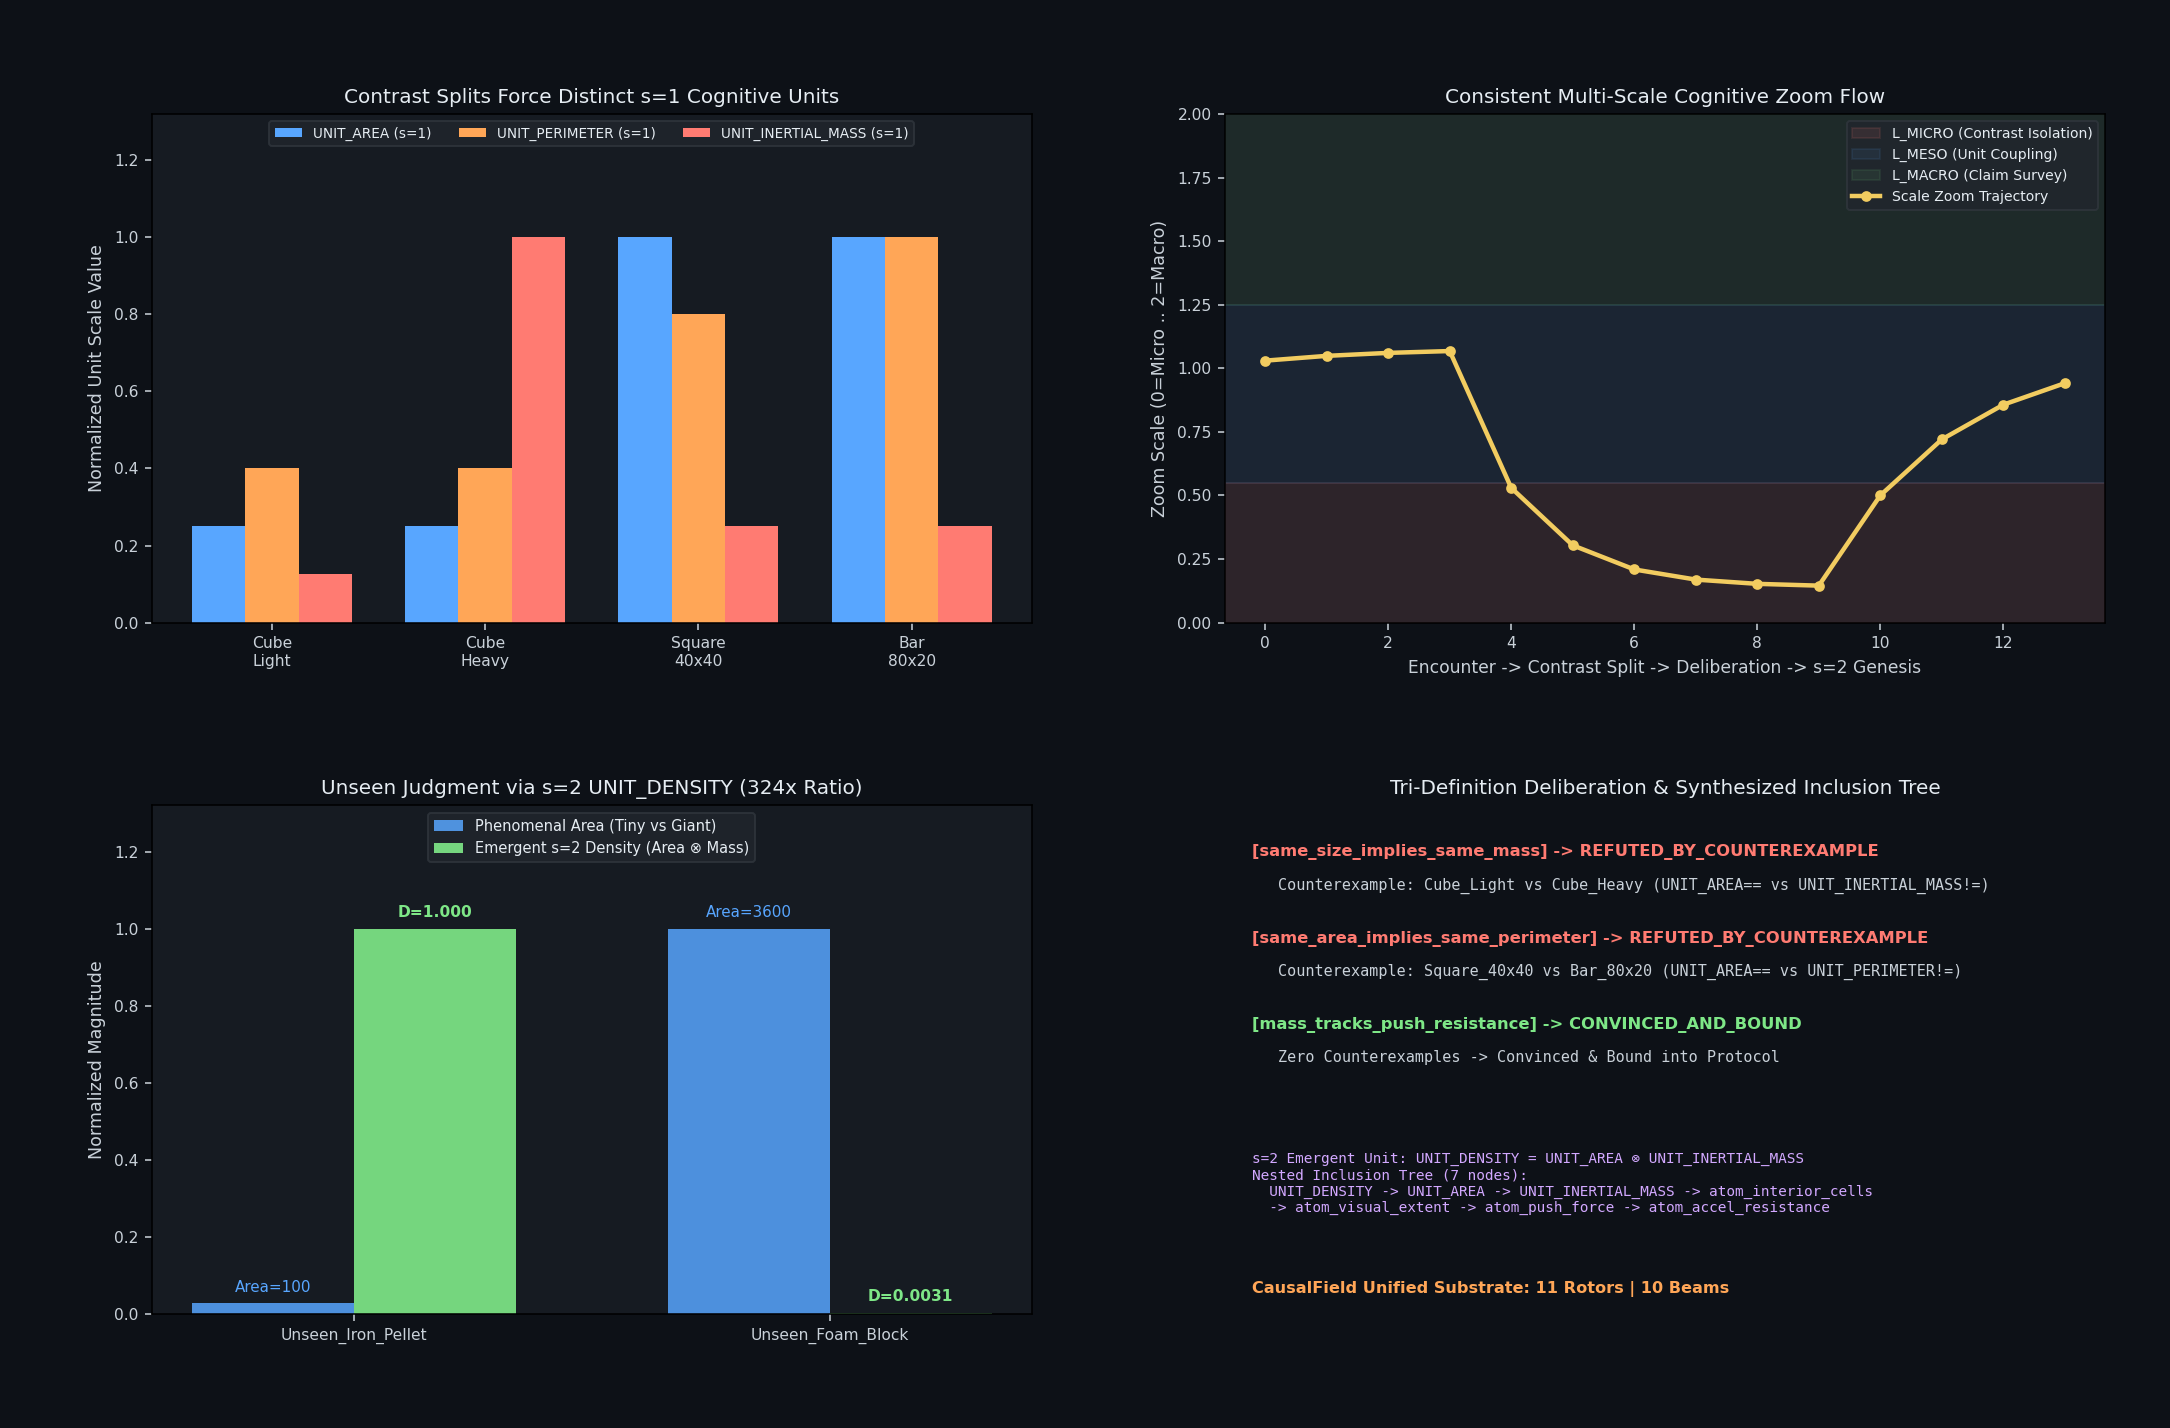 Contrast Splits Force Distinct s=1 Cognitive Units
UNIT_AREA (s=1) UNIT_PERIMETER (s=1) UNIT_INERTIAL_MASS (s=1)
Normalized Unit Scale Value
1.2
1.0
0.8
0.6
0.4
0.2
0.0
Cube Light
Cube Heavy
Square 40x40
Bar 80x20
Consistent Multi-Scale Cognitive Zoom Flow
L_MICRO (Contrast Isolation)
L_MESO (Unit Coupling)
L_MACRO (Claim Survey)
Scale Zoom Trajectory
Zoom Scale (0=Micro .. 2=Macro)
2.00
1.75
1.50
1.25
1.00
0.75
0.50
0.25
0.00
0 2 4 6 8 10 12
Encounter -> Contrast Split -> Deliberation -> s=2 Genesis
Unseen Judgment via s=2 UNIT_DENSITY (324x Ratio)
Phenomenal Area (Tiny vs Giant)
Emergent s=2 Density (Area ⊗ Mass)
Normalized Magnitude
1.2
1.0
0.8
0.6
0.4
0.2
0.0
Area=100
D=1.000
Area=3600
D=0.0031
Unseen_Iron_Pellet
Unseen_Foam_Block
Tri-Definition Deliberation & Synthesized Inclusion Tree
[same_size_implies_same_mass] -> REFUTED_BY_COUNTEREXAMPLE
Counterexample: Cube_Light vs Cube_Heavy (UNIT_AREA== vs UNIT_INERTIAL_MASS!=)
[same_area_implies_same_perimeter] -> REFUTED_BY_COUNTEREXAMPLE
Counterexample: Square_40x40 vs Bar_80x20 (UNIT_AREA== vs UNIT_PERIMETER!=)
[mass_tracks_push_resistance] -> CONVINCED_AND_BOUND
Zero Counterexamples -> Convinced & Bound into Protocol
s=2 Emergent Unit: UNIT_DENSITY = UNIT_AREA ⊗ UNIT_INERTIAL_MASS
Nested Inclusion Tree (7 nodes):
UNIT_DENSITY -> UNIT_AREA -> UNIT_INERTIAL_MASS -> atom_interior_cells
-> atom_visual_extent -> atom_push_force -> atom_accel_resistance
CausalField Unified Substrate: 11 Rotors | 10 Beams